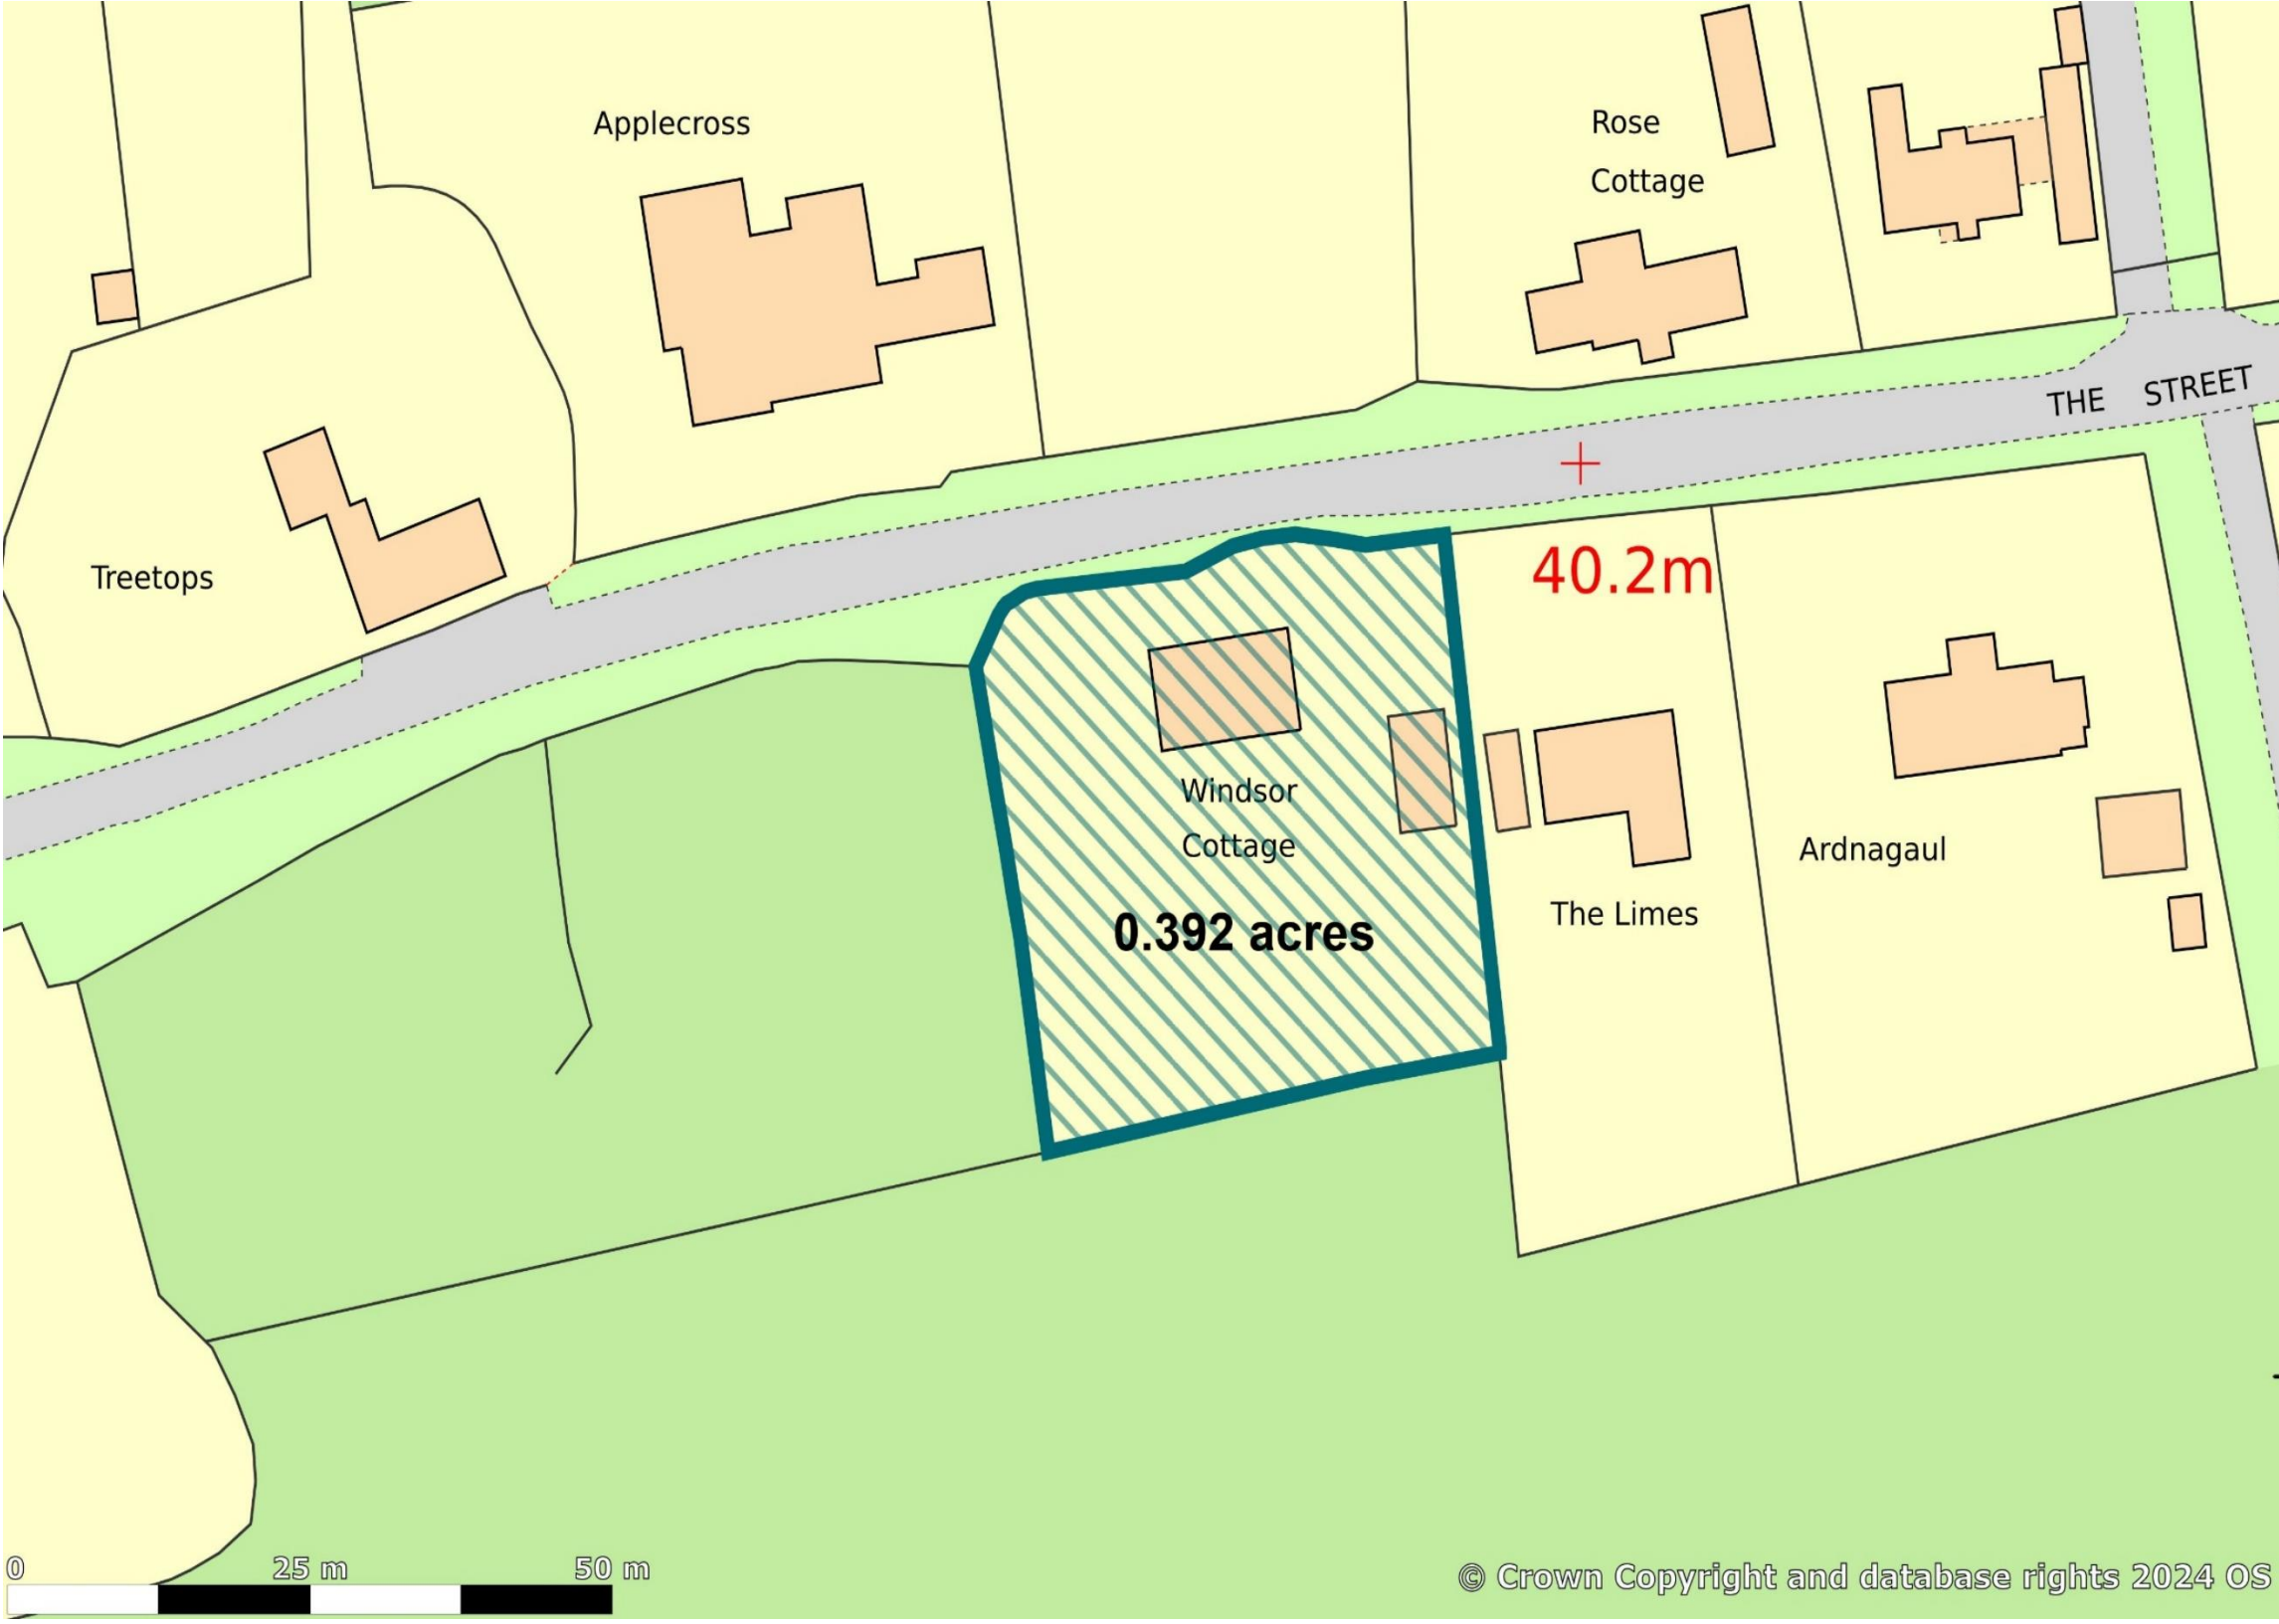 Applecross
Rose
Cottage
THE STREET
Treetops
40.2m
Windsor
Cottage
0.392 acres
The Limes
Ardnagaul
0 25 m 50 m
© Crown Copyright and database rights 2024 OS